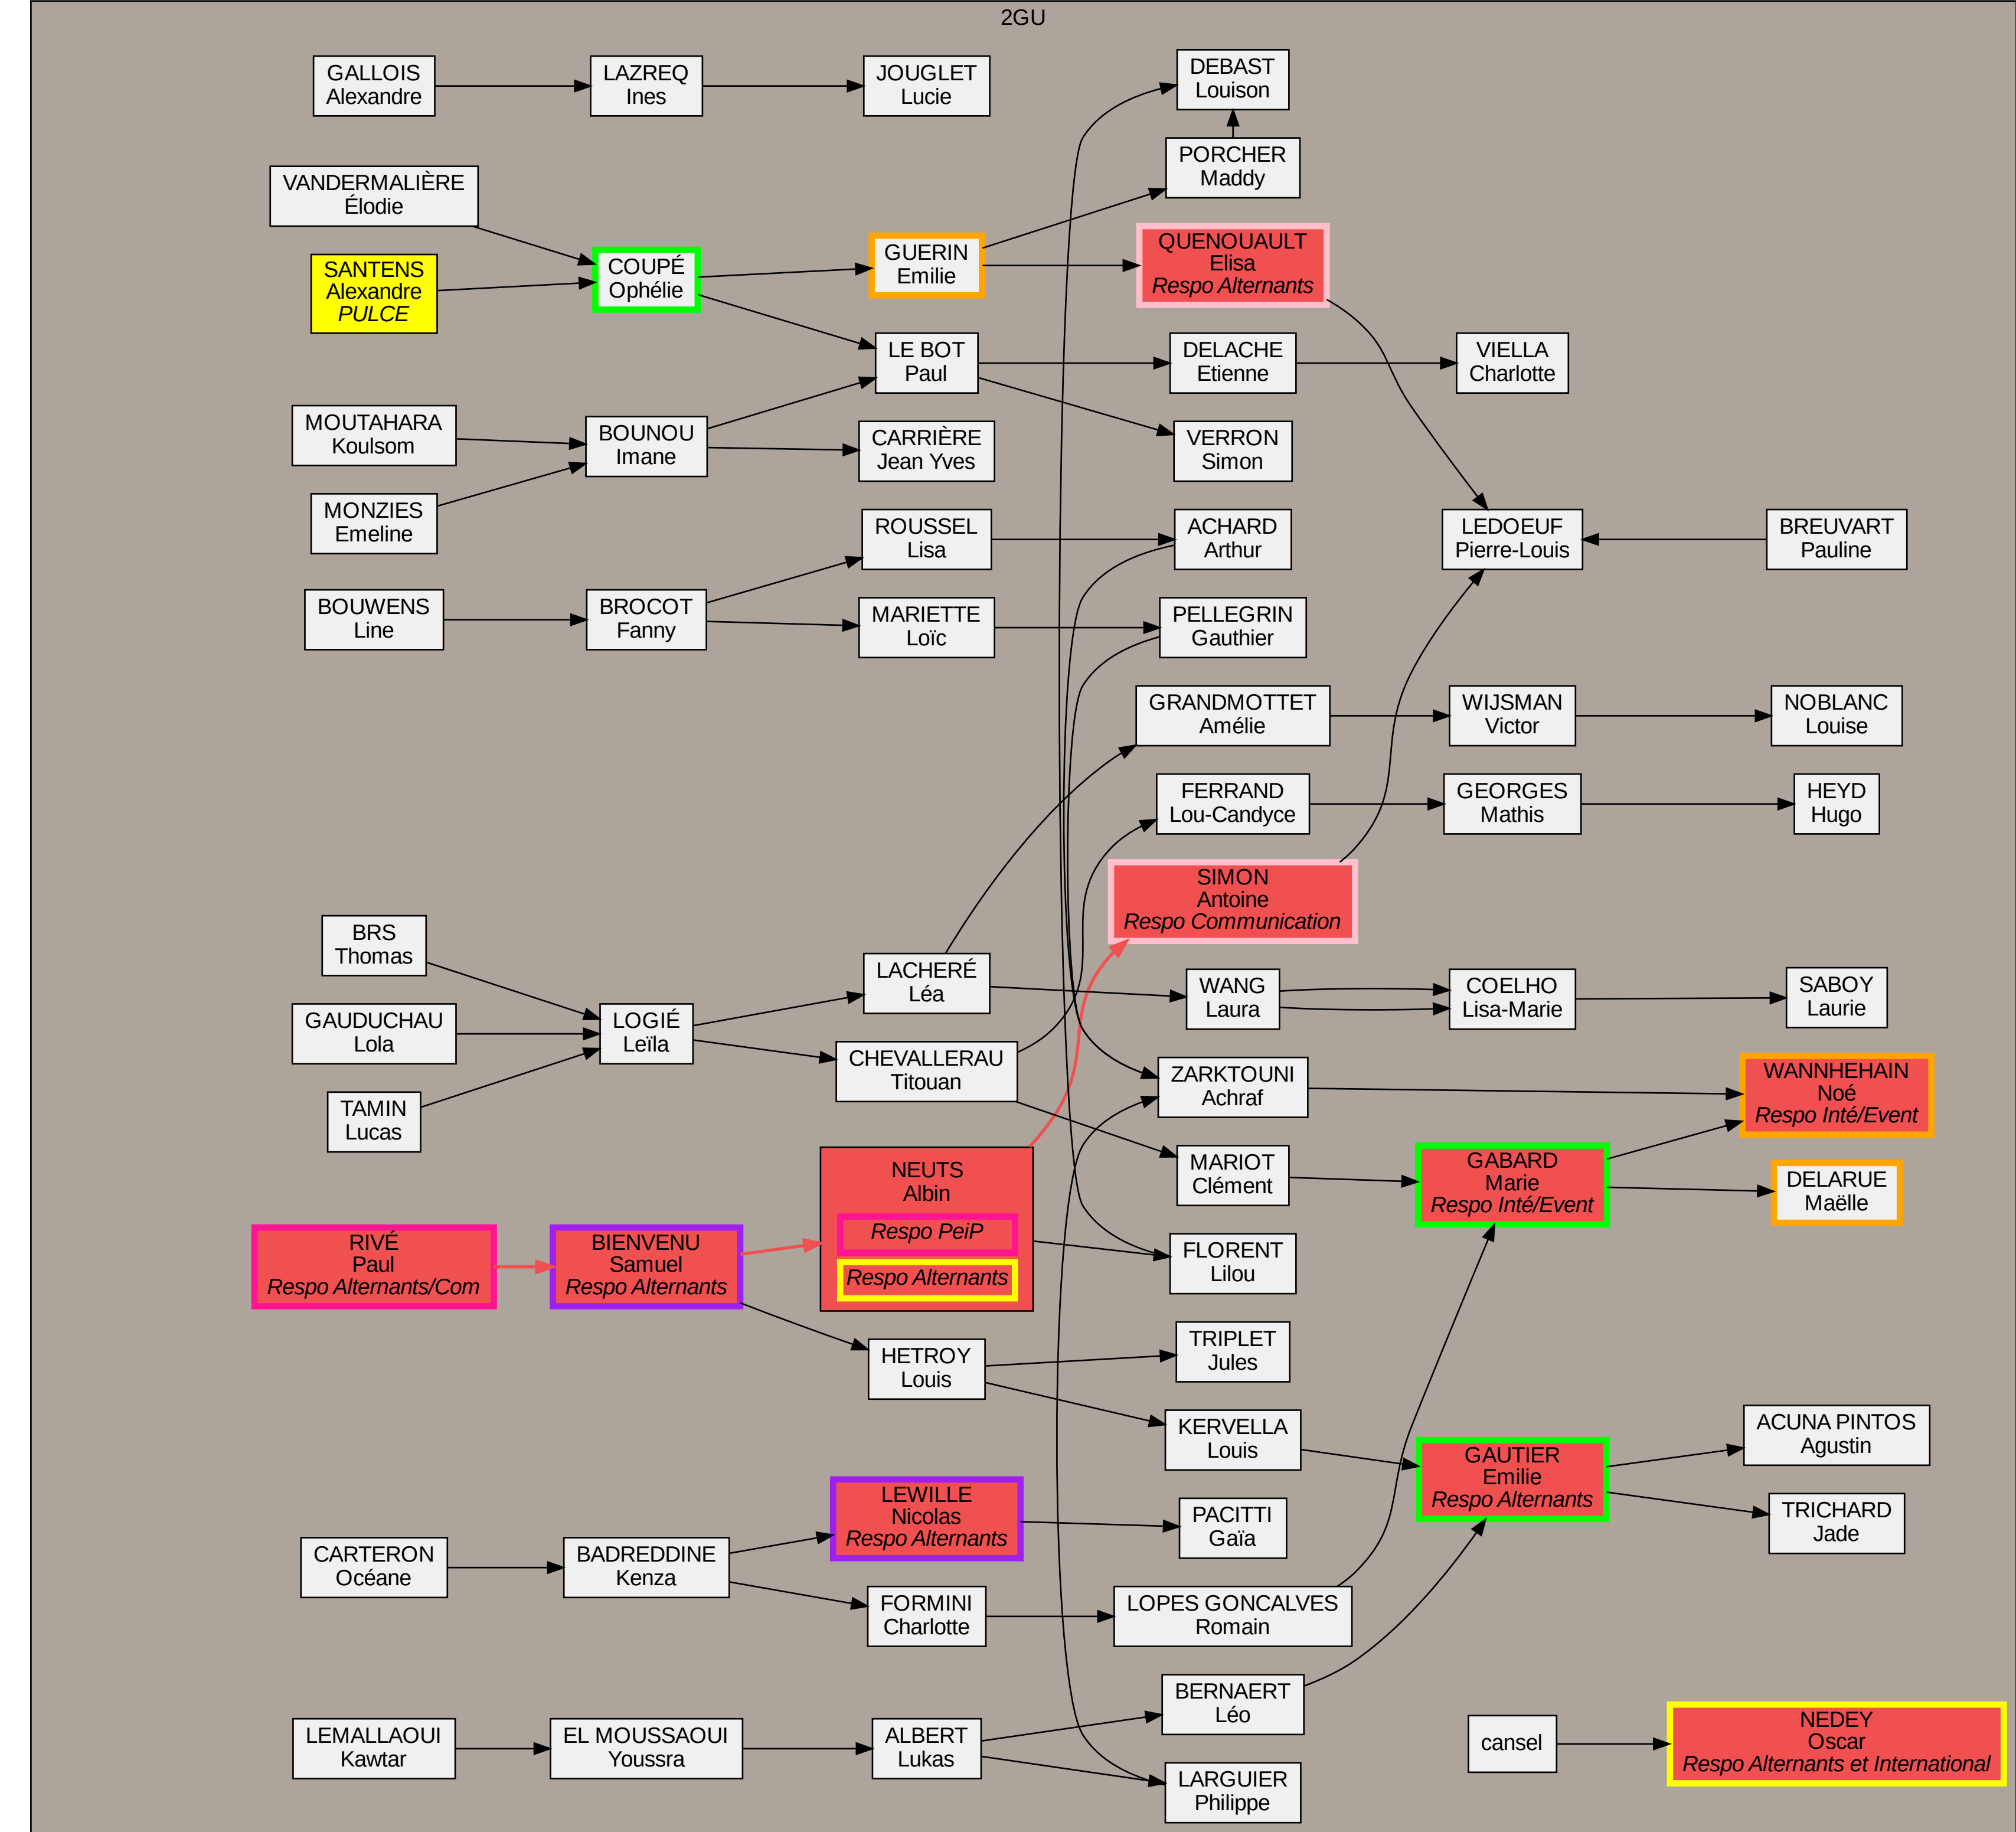 2GU
GALLOIS
Alexandre
LAZREQ
Ines
JOUGLET
Lucie
DEBAST
Louison
PORCHER
Maddy
VANDERMALIÈRE
Élodie
SANTENS
Alexandre
PULCE
COUPÉ
Ophélie
GUERIN
Emilie
QUENOUAULT
Elisa
Respo Alternants
LE BOT
Paul
DELACHE
Etienne
VIELLA
Charlotte
MOUTAHARA
Koulsom
BOUNOU
Imane
CARRIÈRE
Jean Yves
VERRON
Simon
MONZIES
Emeline
ROUSSEL
Lisa
ACHARD
Arthur
LEDOEUF
Pierre-Louis
BREUVART
Pauline
BOUWENS
Line
BROCOT
Fanny
MARIETTE
Loïc
PELLEGRIN
Gauthier
GRANDMOTTET
Amélie
WIJSMAN
Victor
NOBLANC
Louise
FERRAND
Lou-Candyce
GEORGES
Mathis
HEYD
Hugo
SIMON
Antoine
Respo Communication
BRS
Thomas
LACHERÉ
Léa
WANG
Laura
COELHO
Lisa-Marie
SABOY
Laurie
GAUDUCHAU
Lola
LOGIÉ
Leïla
CHEVALLERAU
Titouan
ZARKTOUNI
Achraf
WANNHEHAIN
Noé
Respo Inté/Event
TAMIN
Lucas
MARIOT
Clément
GABARD
Marie
Respo Inté/Event
DELARUE
Maëlle
NEUTS
Albin
Respo PeiP
Respo Alternants
RIVÉ
Paul
Respo Alternants/Com
BIENVENU
Samuel
Respo Alternants
FLORENT
Lilou
HETROY
Louis
TRIPLET
Jules
KERVELLA
Louis
GAUTIER
Emilie
Respo Alternants
ACUNA PINTOS
Agustin
TRICHARD
Jade
LEWILLE
Nicolas
Respo Alternants
PACITTI
Gaïa
CARTERON
Océane
BADREDDINE
Kenza
FORMINI
Charlotte
LOPES GONCALVES
Romain
BERNAERT
Léo
LEMALLAOUI
Kawtar
EL MOUSSAOUI
Youssra
ALBERT
Lukas
LARGUIER
Philippe
cansel
NEDEY
Oscar
Respo Alternants et International